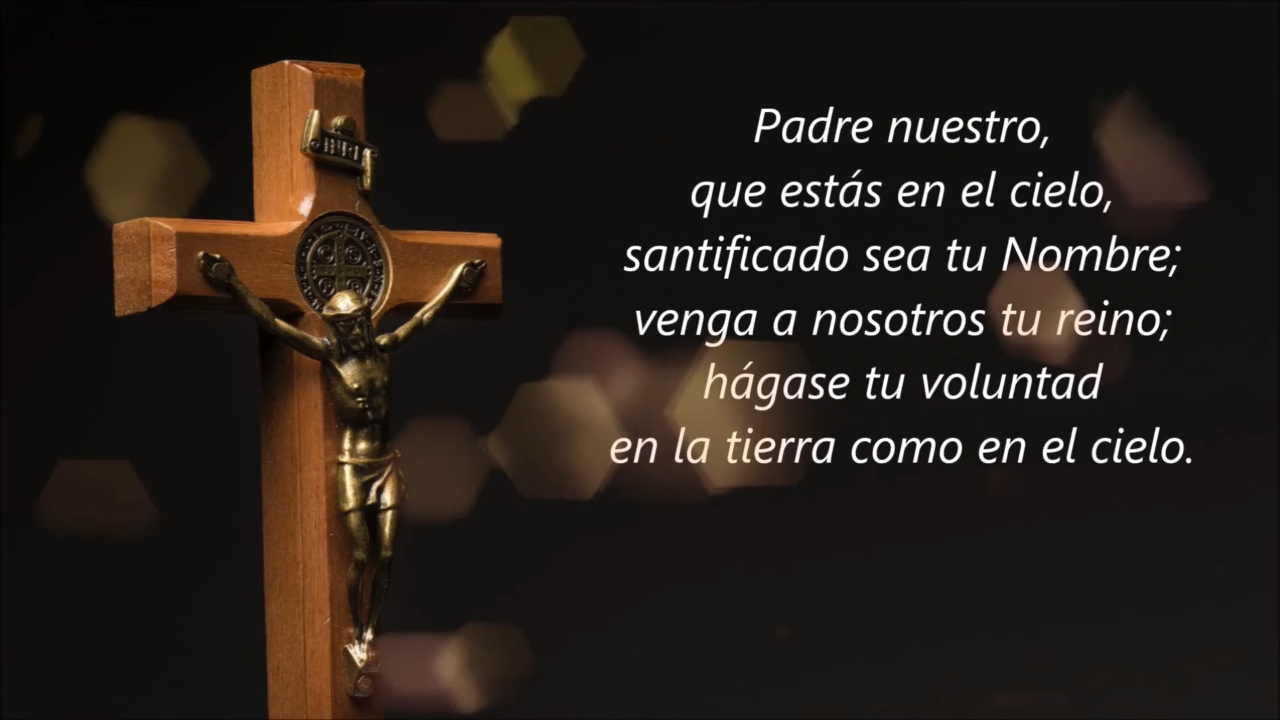 INRI
Padre nuestro,
que estás en el cielo,
santificado sea tu Nombre;
venga a nosotros tu reino;
hágase tu voluntad
en la tierra como en el cielo.